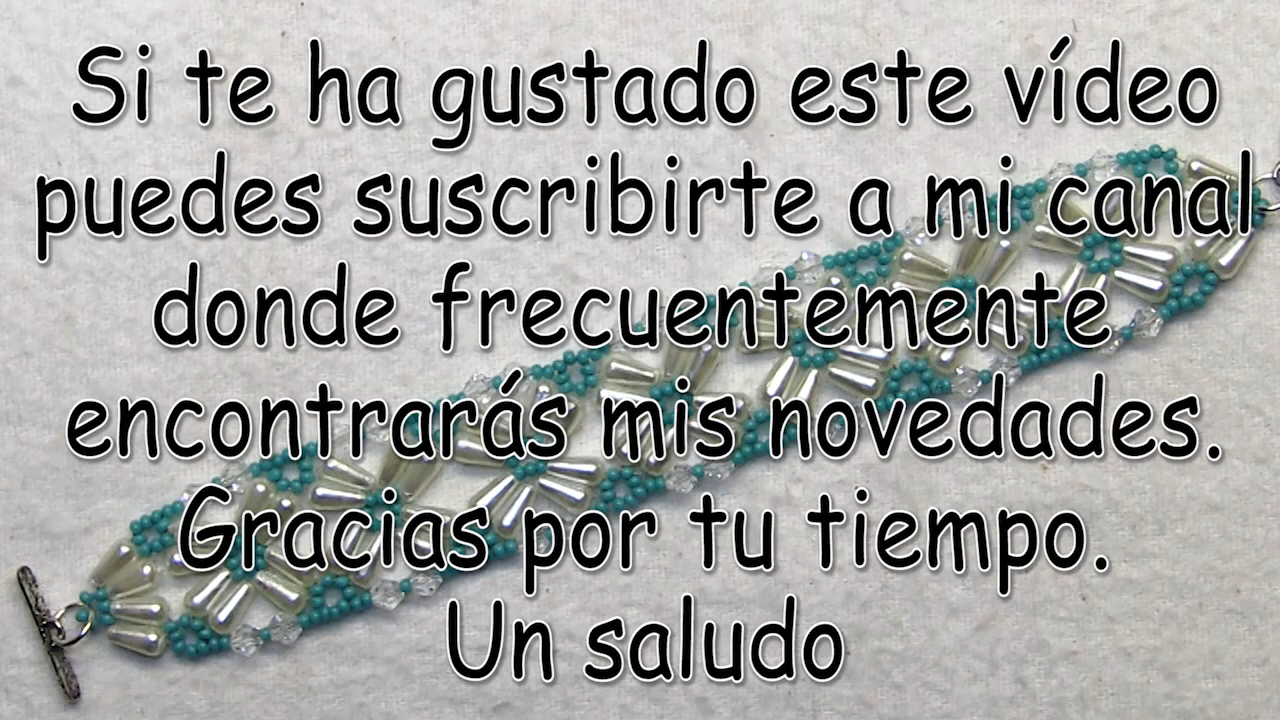 Si te ha gustado este vídeo
puedes suscribirte a mi canal
donde frecuentemente
encontrarás mis novedades.
Gracias por tu tiempo.
Un saludo